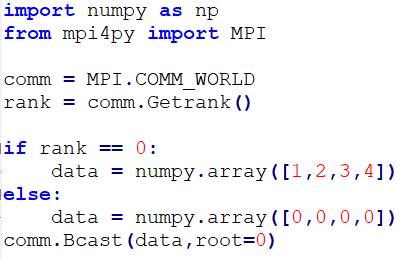 import numpy as np
from mpi4py import MPI

comm = MPI.COMM_WORLD
rank = comm.Getrank()

if rank == 0:
    data = numpy.array([1,2,3,4])
else:
    data = numpy.array([0,0,0,0])
comm.Bcast(data,root=0)